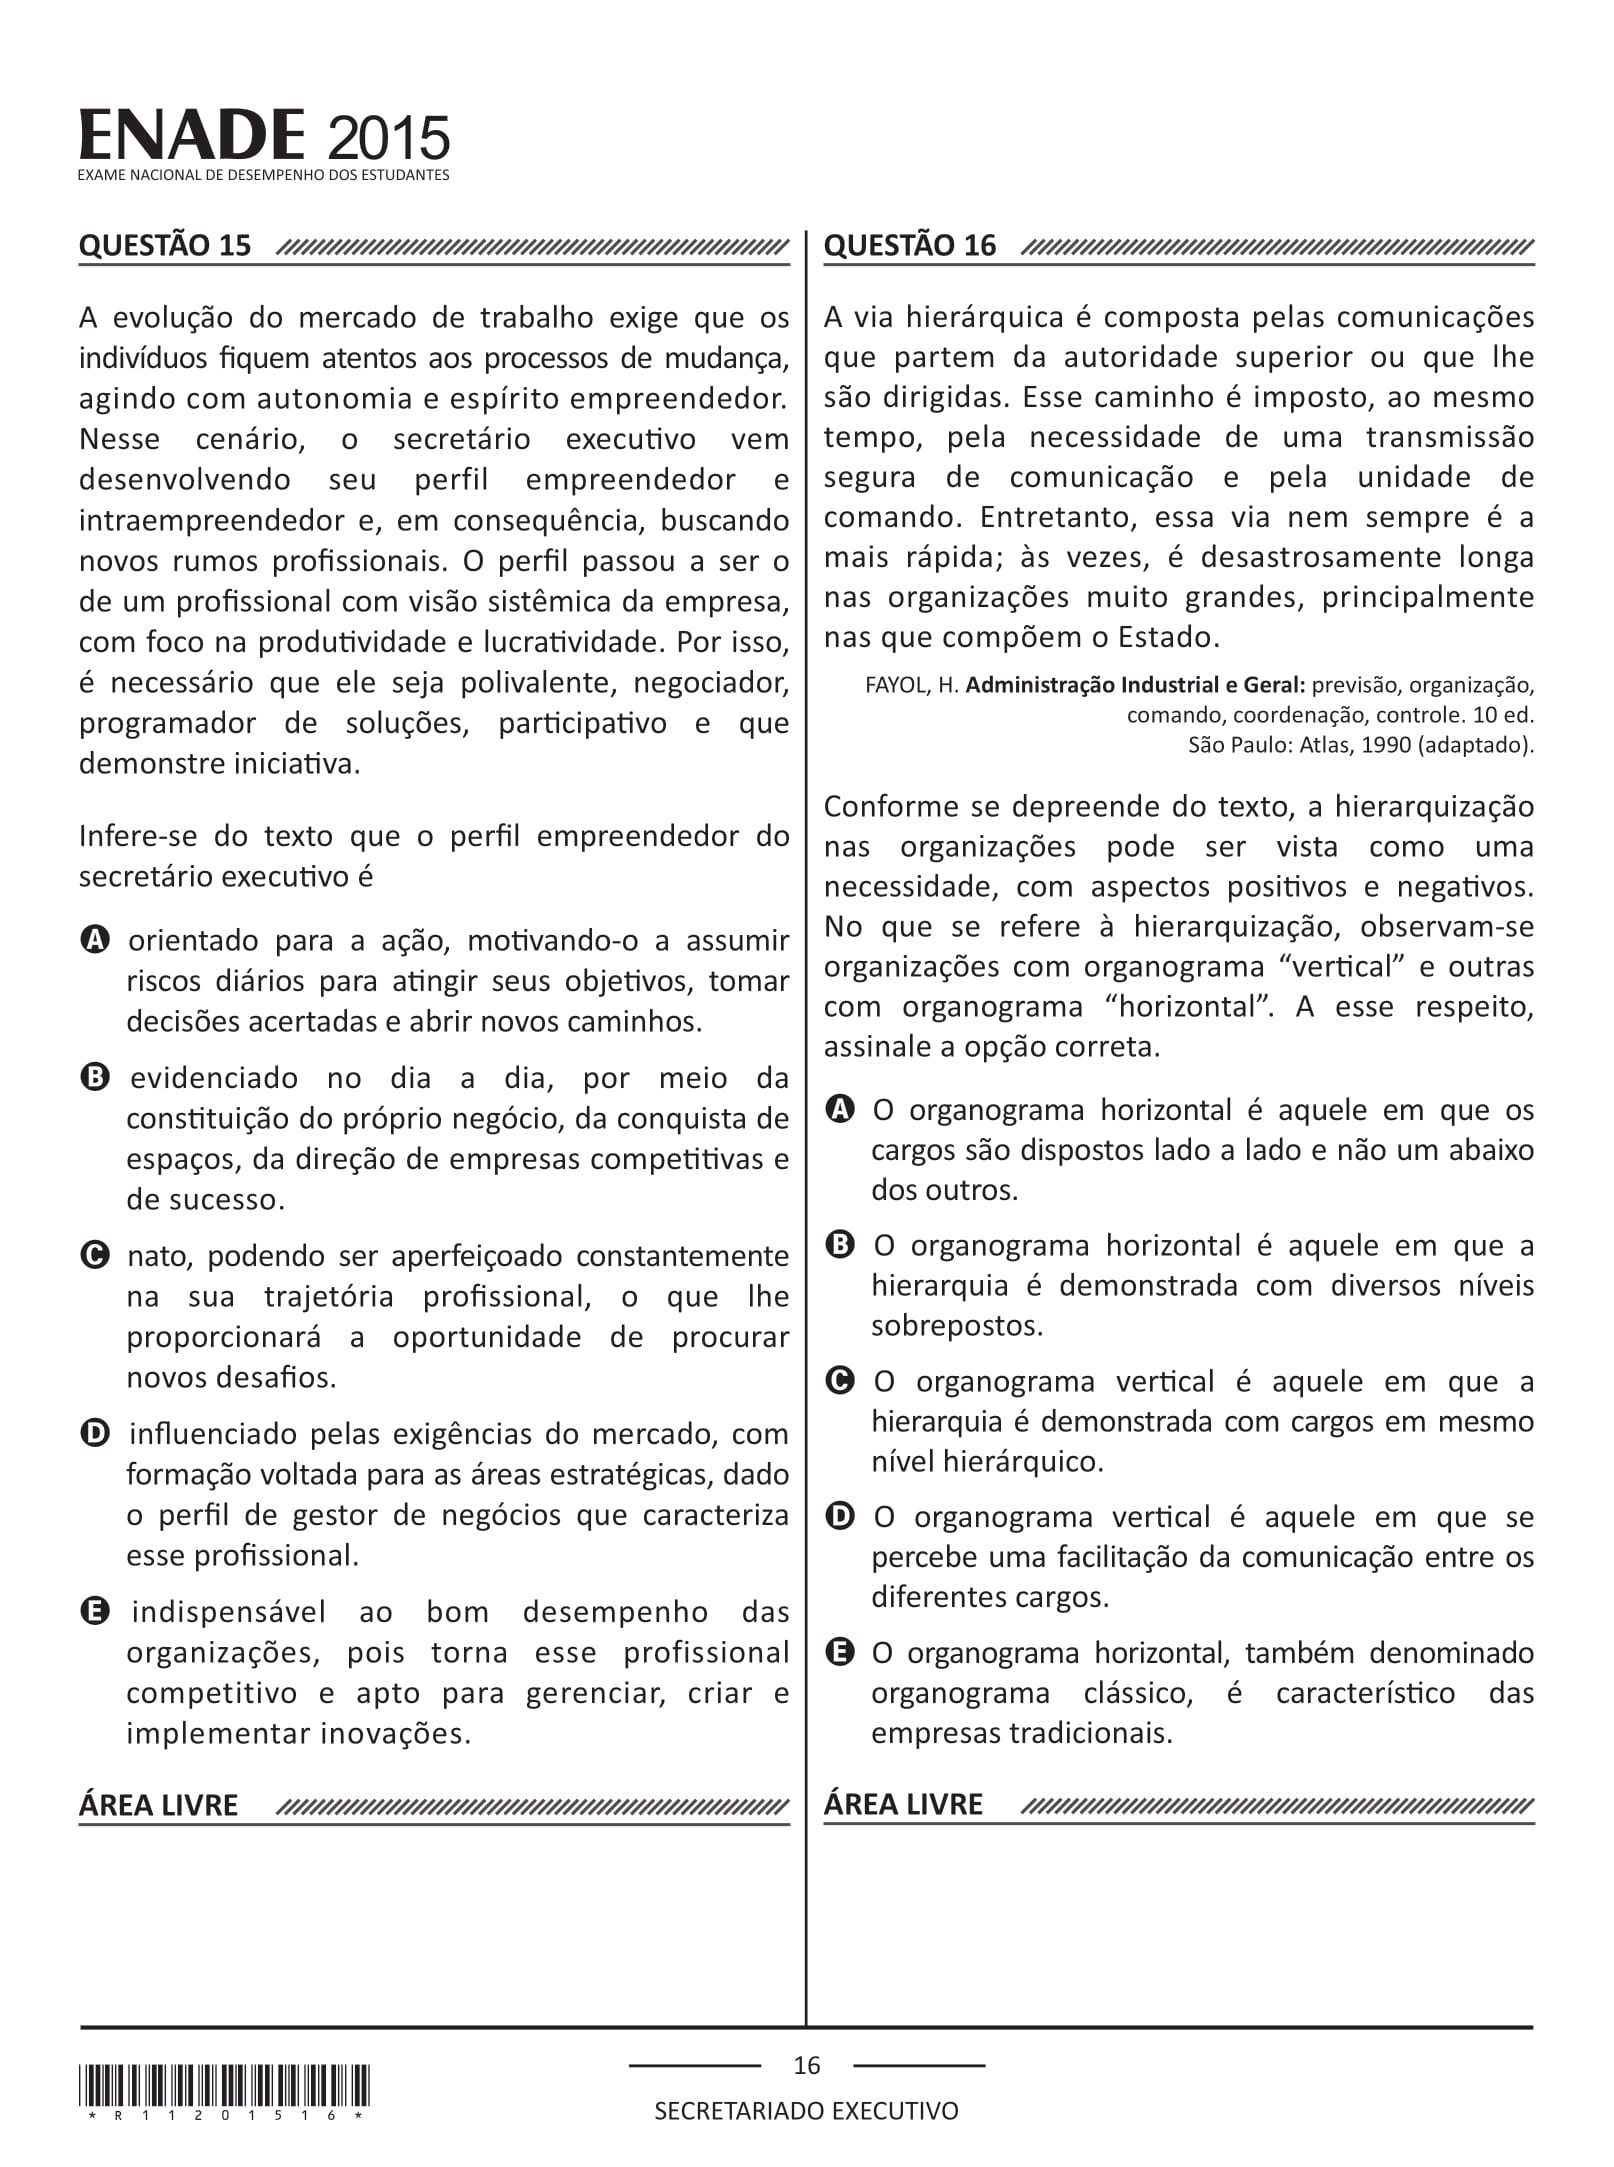 ENADE 2015
EXAME NACIONAL DE DESEMPENHO DOS ESTUDANTES
QUESTÃO 15
A evolução do mercado de trabalho exige que os
indivíduos fiquem atentos aos processos de mudança,
agindo com autonomia e espírito empreendedor.
Nesse cenário, o secretário executivo vem
desenvolvendo seu perfil empreendedor e
intraempreendedor e, em consequência, buscando
novos rumos profissionais. O perfil passou a ser o
de um profissional com visão sistêmica da empresa,
com foco na produtividade e lucratividade. Por isso,
é necessário que ele seja polivalente, negociador,
programador de soluções, participativo e que
demonstre iniciativa.
Infere-se do texto que o perfil empreendedor do
secretário executivo é
A orientado para a ação, motivando-o a assumir
riscos diários para atingir seus objetivos, tomar
decisões acertadas e abrir novos caminhos.
B evidenciado no dia a dia, por meio da
constituição do próprio negócio, da conquista de
espaços, da direção de empresas competitivas e
de sucesso.
C nato, podendo ser aperfeiçoado constantemente
na sua trajetória profissional, o que lhe
proporcionará a oportunidade de procurar
novos desafios.
D influenciado pelas exigências do mercado, com
formação voltada para as áreas estratégicas, dado
o perfil de gestor de negócios que caracteriza
esse profissional.
E indispensável ao bom desempenho das
organizações, pois torna esse profissional
competitivo e apto para gerenciar, criar e
implementar inovações.
ÁREA LIVRE
QUESTÃO 16
A via hierárquica é composta pelas comunicações
que partem da autoridade superior ou que lhe
são dirigidas. Esse caminho é imposto, ao mesmo
tempo, pela necessidade de uma transmissão
segura de comunicação e pela unidade de
comando. Entretanto, essa via nem sempre é a
mais rápida; às vezes, é desastrosamente longa
nas organizações muito grandes, principalmente
nas que compõem o Estado.
FAYOL, H. Administração Industrial e Geral: previsão, organização,
comando, coordenação, controle. 10 ed.
São Paulo: Atlas, 1990 (adaptado).
Conforme se depreende do texto, a hierarquização
nas organizações pode ser vista como uma
necessidade, com aspectos positivos e negativos.
No que se refere à hierarquização, observam-se
organizações com organograma “vertical” e outras
com organograma “horizontal”. A esse respeito,
assinale a opção correta.
A O organograma horizontal é aquele em que os
cargos são dispostos lado a lado e não um abaixo
dos outros.
B O organograma horizontal é aquele em que a
hierarquia é demonstrada com diversos níveis
sobrepostos.
C O organograma vertical é aquele em que a
hierarquia é demonstrada com cargos em mesmo
nível hierárquico.
D O organograma vertical é aquele em que se
percebe uma facilitação da comunicação entre os
diferentes cargos.
E O organograma horizontal, também denominado
organograma clássico, é característico das
empresas tradicionais.
ÁREA LIVRE
*R11201516*
16
SECRETARIADO EXECUTIVO